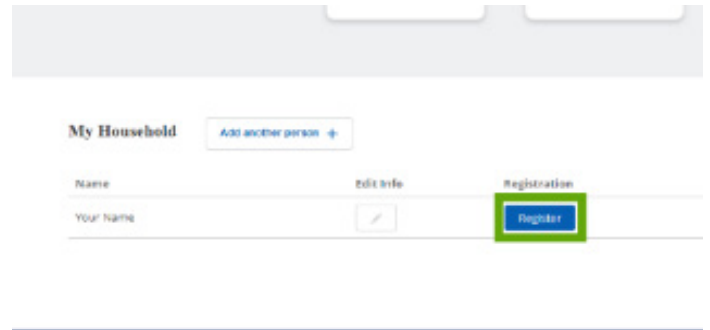 My Household Add another person +
Name Edit Info Registration
Your Name Register